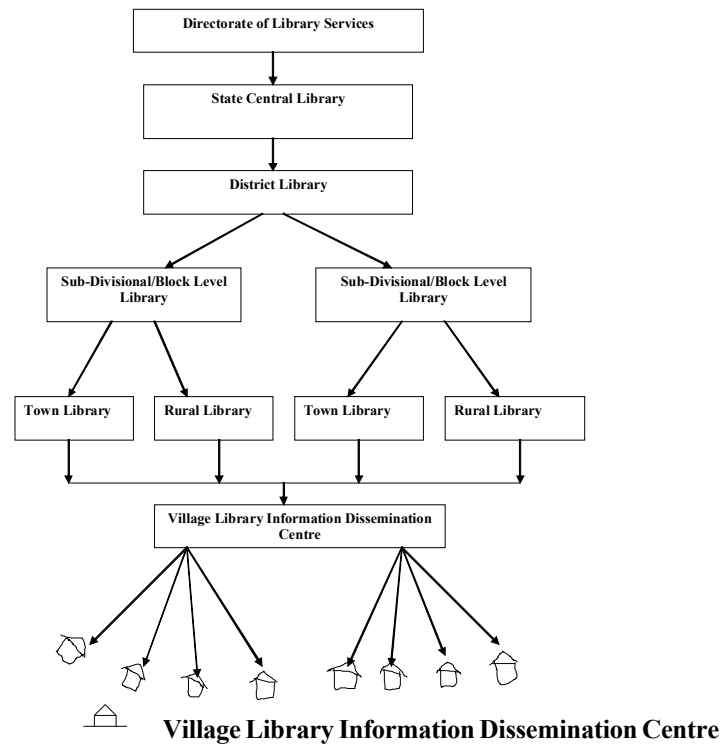 Directorate of Library Services
State Central Library
District Library
Sub-Divisional/Block Level
Library
Sub-Divisional/Block Level
Library
Town Library
Rural Library
Town Library
Rural Library
Village Library Information Dissemination
Centre
Village Library Information Dissemination Centre